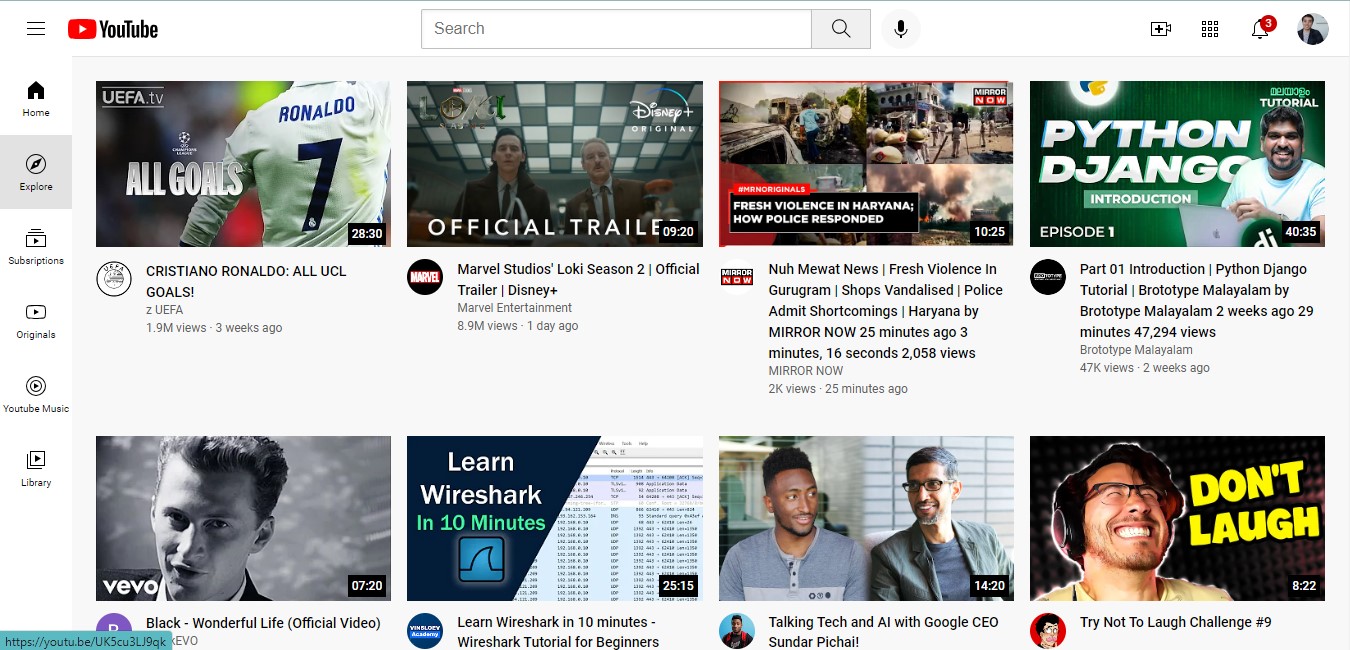 YouTube
Search
3
Home
Explore
Subsriptions
Originals
Youtube Music
Library
UEFA.tv
RONALDO
7
CHAMPIONS
LEAGUE
ALL GOALS
28:30
CRISTIANO RONALDO: ALL UCL
GOALS!
z UEFA
1.9M views · 3 weeks ago
LOKI
Disney+
ORIGINAL
OFFICIAL TRAILE
09:20
MARVEL
Marvel Studios' Loki Season 2 | Official
Trailer | Disney+
Marvel Entertainment
8.9M views · 1 day ago
MIRROR
NOW
#MRNORIGINALS
FRESH VIOLENCE IN HARYANA;
HOW POLICE RESPONDED
10:25
MIRROR
NOW
Nuh Mewat News | Fresh Violence In
Gurugram | Shops Vandalised | Police
Admit Shortcomings | Haryana by
MIRROR NOW 25 minutes ago 3
minutes, 16 seconds 2,058 views
MIRROR NOW
2K views · 25 minutes ago
മലയാളം
TUTORIAL
PYTHON
DJANGO
INTRODUCTION
EPISODE 1
dj
40:35
Part 01 Introduction | Python Django
Tutorial | Brototype Malayalam by
Brototype Malayalam 2 weeks ago 29
minutes 47,294 views
Brototype Malayalam
47K views · 2 weeks ago
vevo
07:20
Black - Wonderful Life (Official Video)
kEVO
Learn
Wireshark
In 10 Minutes
25:15
VINSLOEV
Academy
Learn Wireshark in 10 minutes -
Wireshark Tutorial for Beginners
14:20
Talking Tech and AI with Google CEO
Sundar Pichai!
DON'T
LAUGH
8:22
Try Not To Laugh Challenge #9
https://youtu.be/UK5cu3LJ9qk